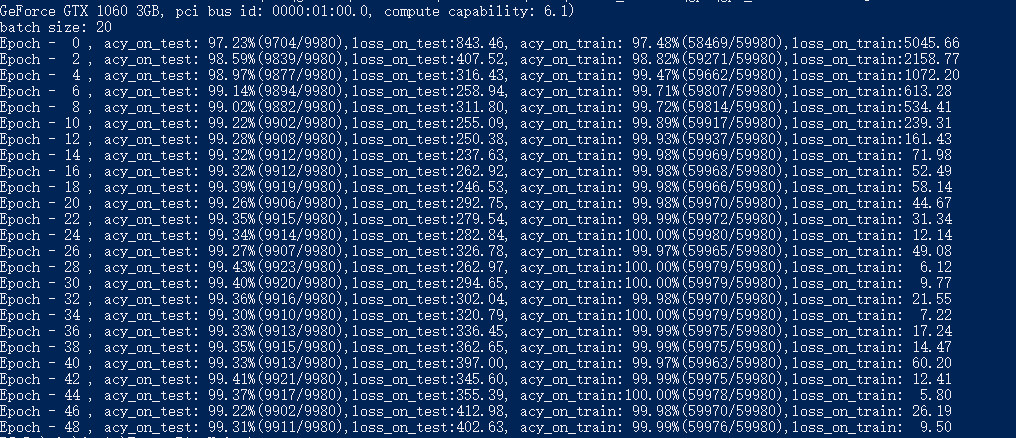 GeForce GTX 1060 3GB, pci bus id: 0000:01:00.0, compute capability: 6.1)
batch size: 20
Epoch - 0 , acy_on_test: 97.23%(9704/9980),loss_on_test:843.46, acy_on_train: 97.48%(58469/59980),loss_on_train:5045.66
Epoch - 2 , acy_on_test: 98.59%(9839/9980),loss_on_test:407.52, acy_on_train: 98.82%(59271/59980),loss_on_train:2158.77
Epoch - 4 , acy_on_test: 98.97%(9877/9980),loss_on_test:316.43, acy_on_train: 99.47%(59662/59980),loss_on_train:1072.20
Epoch - 6 , acy_on_test: 99.14%(9894/9980),loss_on_test:258.94, acy_on_train: 99.71%(59807/59980),loss_on_train:613.28
Epoch - 8 , acy_on_test: 99.02%(9882/9980),loss_on_test:311.80, acy_on_train: 99.72%(59814/59980),loss_on_train:534.41
Epoch - 10 , acy_on_test: 99.22%(9902/9980),loss_on_test:255.09, acy_on_train: 99.89%(59917/59980),loss_on_train:239.31
Epoch - 12 , acy_on_test: 99.28%(9908/9980),loss_on_test:250.38, acy_on_train: 99.93%(59937/59980),loss_on_train:161.43
Epoch - 14 , acy_on_test: 99.32%(9912/9980),loss_on_test:237.63, acy_on_train: 99.98%(59969/59980),loss_on_train: 71.98
Epoch - 16 , acy_on_test: 99.32%(9912/9980),loss_on_test:262.92, acy_on_train: 99.98%(59968/59980),loss_on_train: 52.49
Epoch - 18 , acy_on_test: 99.39%(9919/9980),loss_on_test:246.53, acy_on_train: 99.98%(59966/59980),loss_on_train: 58.14
Epoch - 20 , acy_on_test: 99.26%(9906/9980),loss_on_test:292.75, acy_on_train: 99.98%(59970/59980),loss_on_train: 44.67
Epoch - 22 , acy_on_test: 99.35%(9915/9980),loss_on_test:279.54, acy_on_train: 99.99%(59972/59980),loss_on_train: 31.34
Epoch - 24 , acy_on_test: 99.34%(9914/9980),loss_on_test:282.84, acy_on_train:100.00%(59980/59980),loss_on_train: 12.14
Epoch - 26 , acy_on_test: 99.27%(9907/9980),loss_on_test:326.78, acy_on_train: 99.97%(59965/59980),loss_on_train: 49.08
Epoch - 28 , acy_on_test: 99.43%(9923/9980),loss_on_test:262.97, acy_on_train:100.00%(59979/59980),loss_on_train: 6.12
Epoch - 30 , acy_on_test: 99.40%(9920/9980),loss_on_test:294.65, acy_on_train:100.00%(59979/59980),loss_on_train: 9.77
Epoch - 32 , acy_on_test: 99.36%(9916/9980),loss_on_test:302.04, acy_on_train: 99.98%(59970/59980),loss_on_train: 21.55
Epoch - 34 , acy_on_test: 99.30%(9910/9980),loss_on_test:320.79, acy_on_train:100.00%(59979/59980),loss_on_train: 7.22
Epoch - 36 , acy_on_test: 99.33%(9913/9980),loss_on_test:336.45, acy_on_train: 99.99%(59975/59980),loss_on_train: 17.24
Epoch - 38 , acy_on_test: 99.35%(9915/9980),loss_on_test:362.65, acy_on_train: 99.99%(59975/59980),loss_on_train: 14.47
Epoch - 40 , acy_on_test: 99.33%(9913/9980),loss_on_test:397.00, acy_on_train: 99.97%(59963/59980),loss_on_train: 60.20
Epoch - 42 , acy_on_test: 99.41%(9921/9980),loss_on_test:345.60, acy_on_train: 99.99%(59975/59980),loss_on_train: 12.41
Epoch - 44 , acy_on_test: 99.37%(9917/9980),loss_on_test:355.39, acy_on_train:100.00%(59978/59980),loss_on_train: 5.80
Epoch - 46 , acy_on_test: 99.22%(9902/9980),loss_on_test:412.98, acy_on_train: 99.98%(59970/59980),loss_on_train: 26.19
Epoch - 48 , acy_on_test: 99.31%(9911/9980),loss_on_test:402.63, acy_on_train: 99.99%(59976/59980),loss_on_train: 9.50